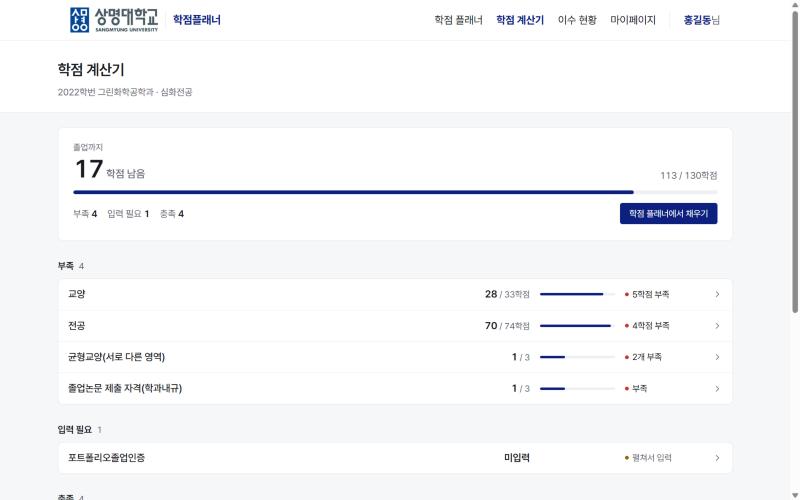 상명
상명대학교 SANGMYUNG UNIVERSITY 학점플래너 학점 플래너 학점 계산기 이수 현황 마이페이지 홍길동님
학점 계산기
2022학번 그린화학공학과 · 심화전공
졸업까지
17 학점 남음 113 / 130학점
부족 4 입력 필요 1 충족 4 학점 플래너에서 채우기
부족 4
교양 28 / 33학점 5학점 부족
전공 70 / 74학점 4학점 부족
균형교양(서로 다른 영역) 1 / 3 2개 부족
졸업논문 제출 자격(학과내규) 1 / 3 부족
입력 필요 1
포트폴리오졸업인증 미입력 펼쳐서 입력
충족 4